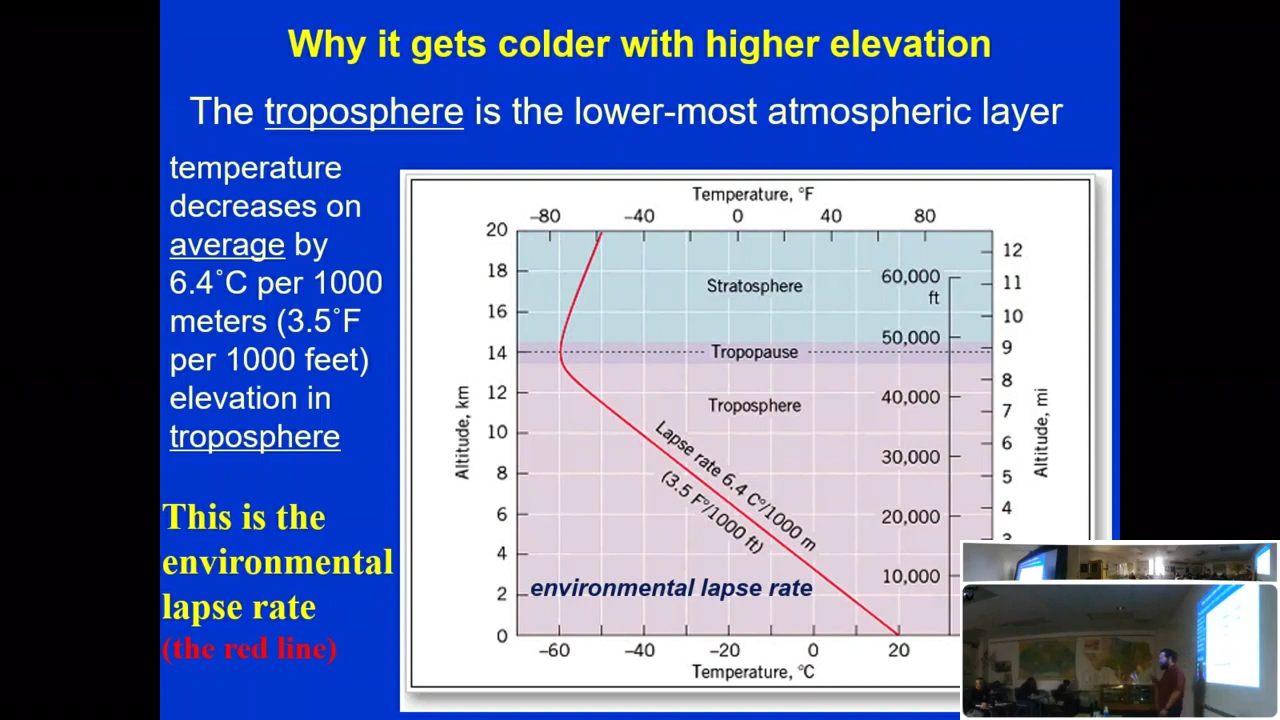 Why it gets colder with higher elevation
The troposphere is the lower-most atmospheric layer
temperature
decreases on
average by
6.4˚C per 1000
meters (3.5˚F
per 1000 feet)
elevation in
troposphere
This is the
environmental
lapse rate
(the red line)
Temperature, °F
–80 –40 0 40 80
20
18
16
14
12
10
8
6
4
2
0
Altitude, km
Stratosphere
Tropopause
Troposphere
Lapse rate 6.4 C°/1000 m
(3.5 F°/1000 ft)
environmental lapse rate
60,000
ft
50,000
40,000
30,000
20,000
10,000
12
11
10
9
8
7
6
5
4
3
Altitude, mi
–60 –40 –20 0 20
Temperature, °C